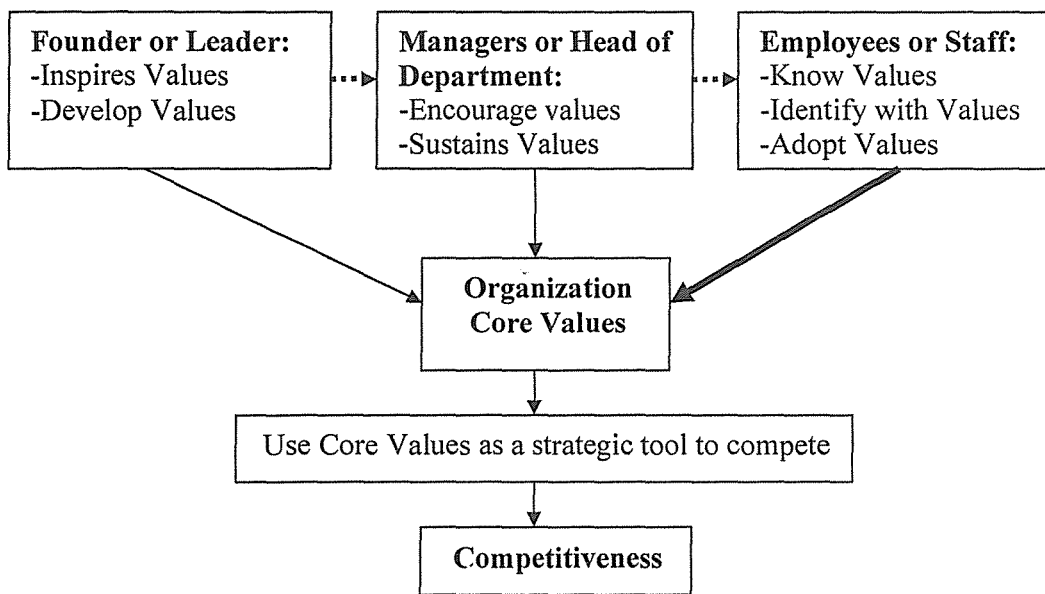 Founder or Leader:
-Inspires Values
-Develop Values
Managers or Head of
Department:
-Encourage values
-Sustains Values
Employees or Staff:
-Know Values
-Identify with Values
-Adopt Values
Organization
Core Values
Use Core Values as a strategic tool to compete
Competitiveness